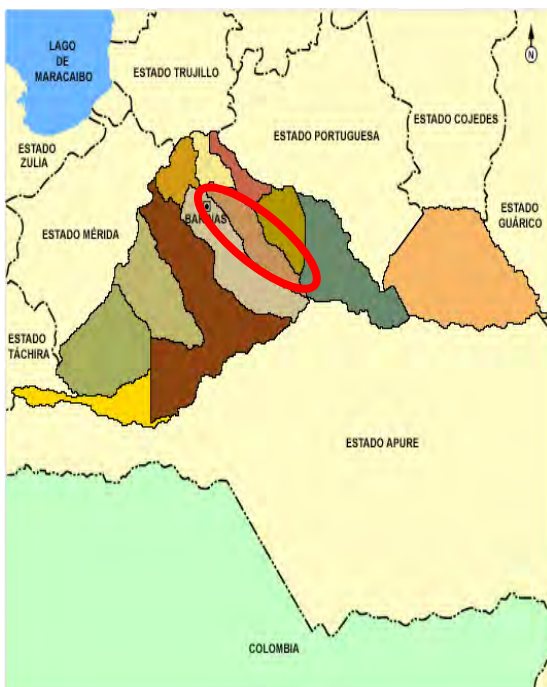 LAGO
DE
MARACAIBO
ESTADO TRUJILLO
N
ESTADO COJEDES
ESTADO PORTUGUESA
ESTADO
ZULIA
ESTADO
GUÁRICO
BARINAS
ESTADO MÉRIDA
ESTADO
TÁCHIRA
ESTADO APURE
COLOMBIA